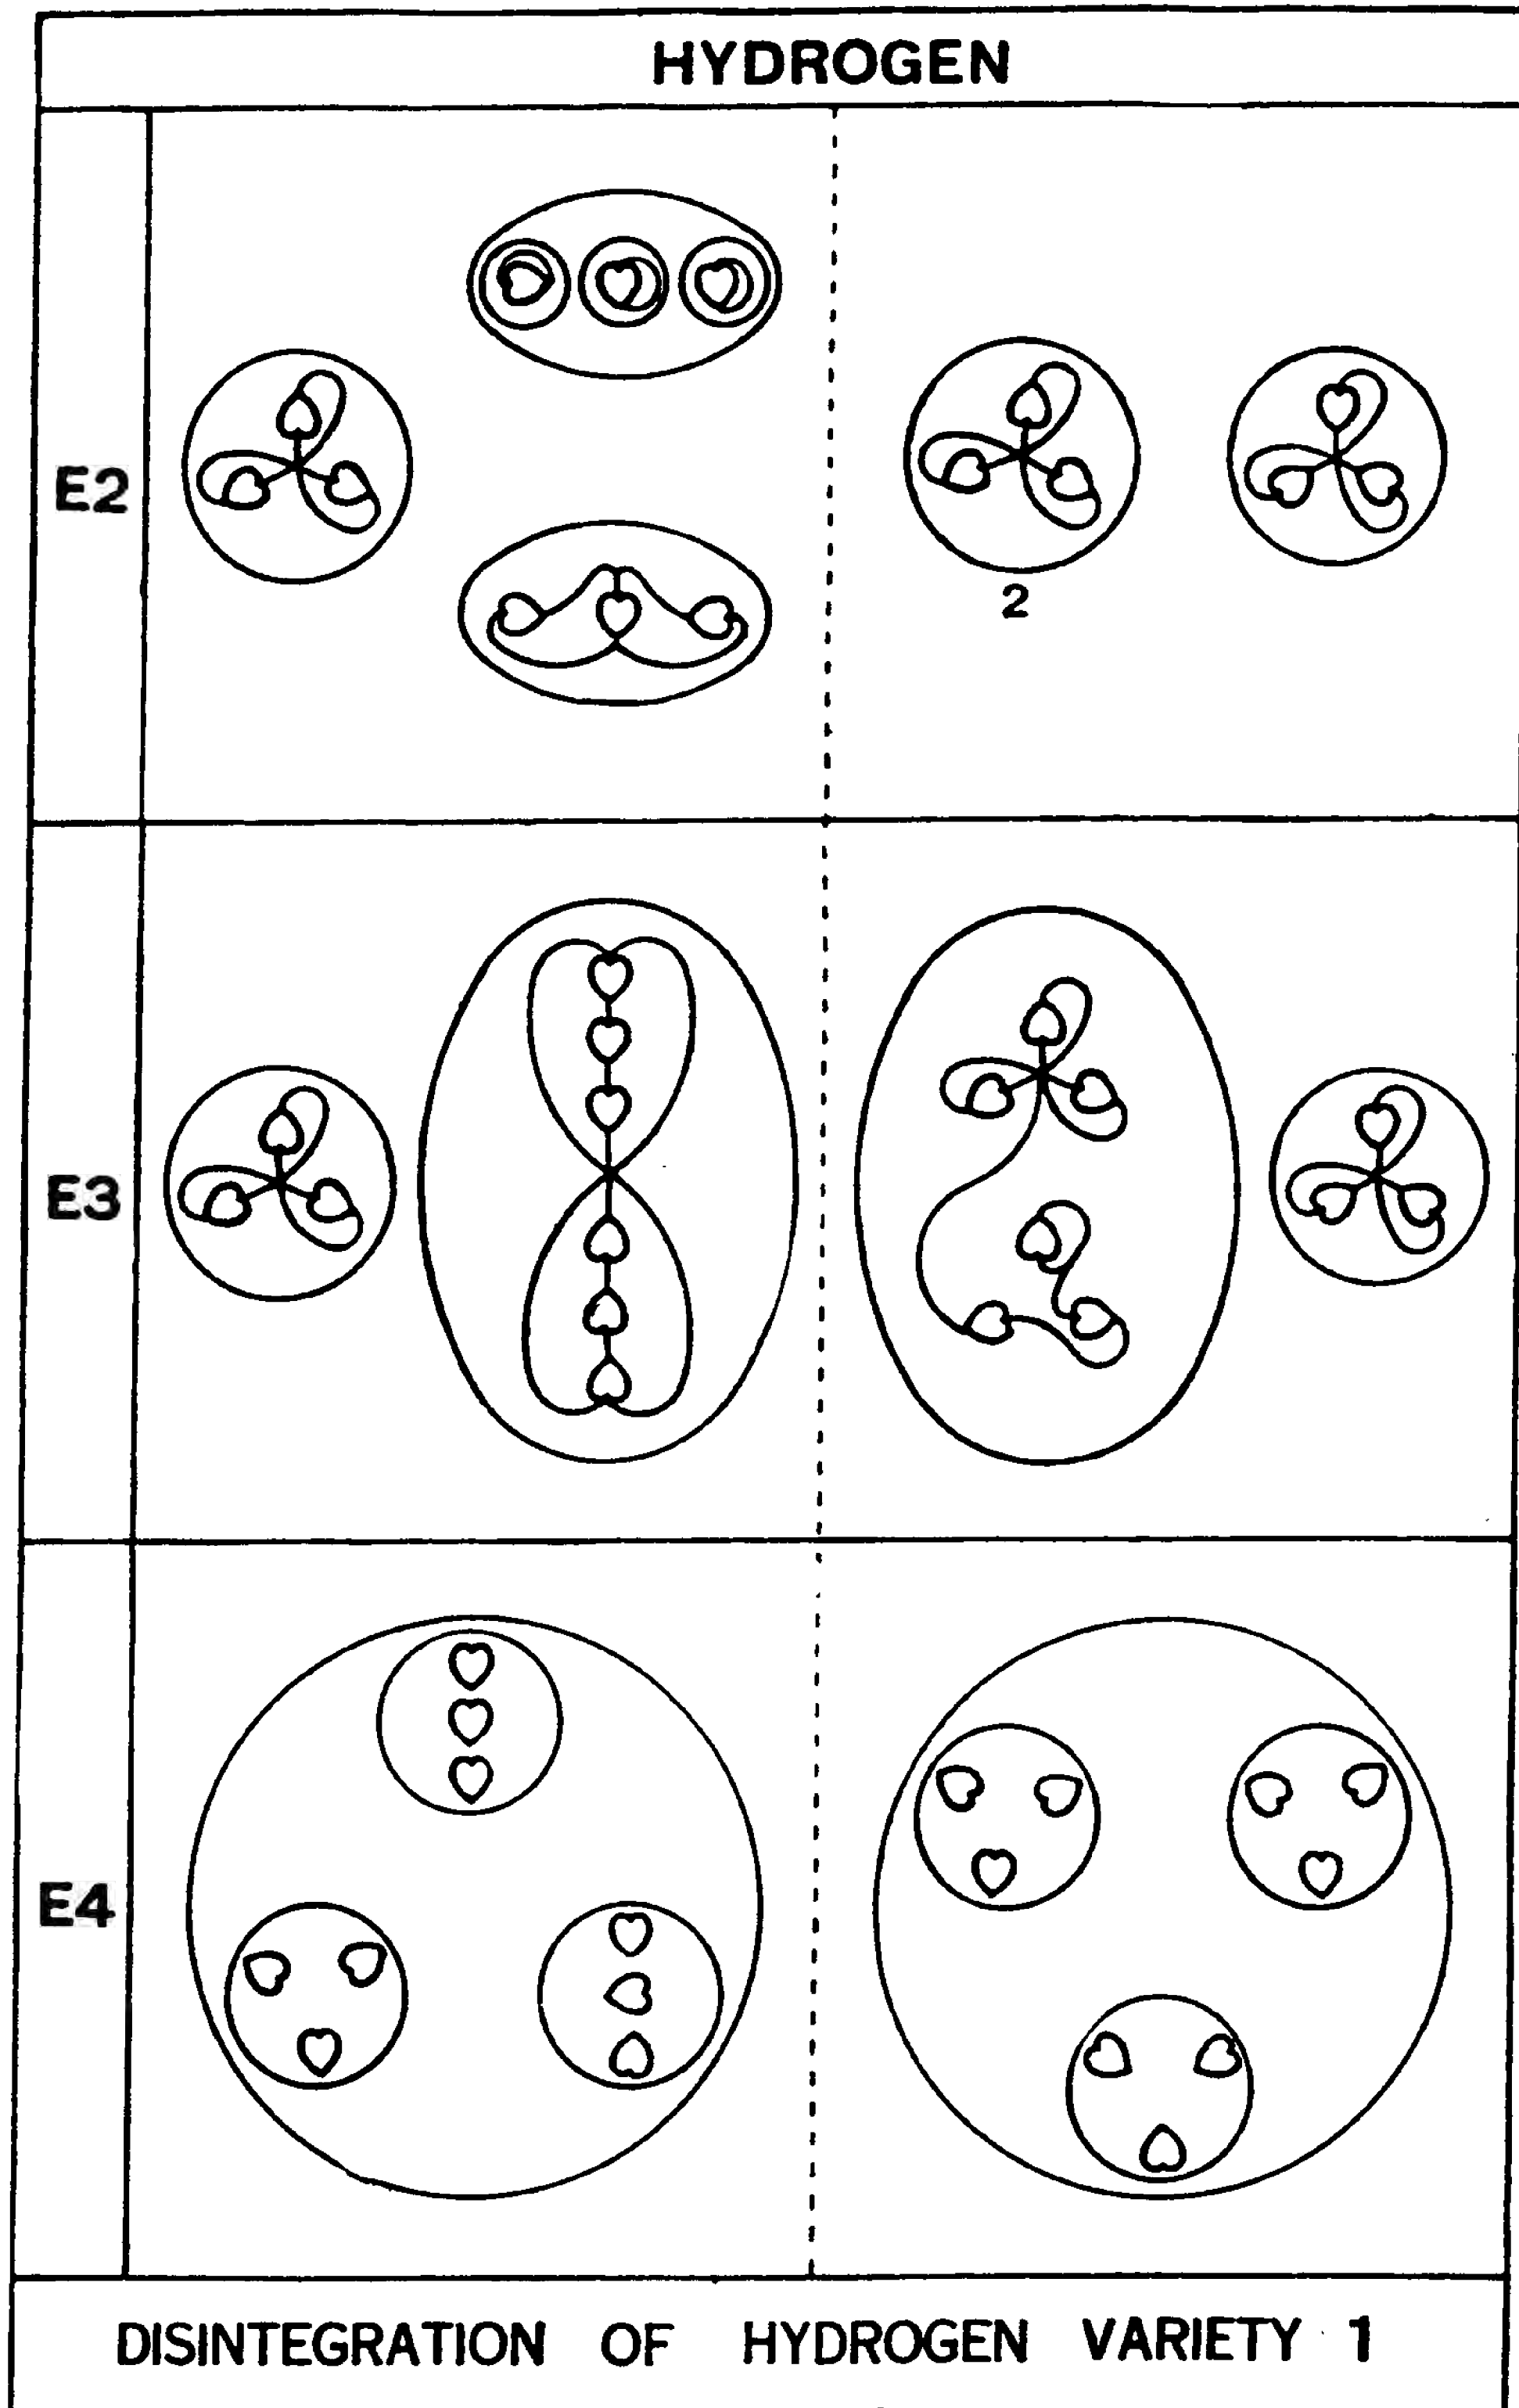 HYDROGEN
E2
2
E3
E4
DISINTEGRATION OF HYDROGEN VARIETY 1